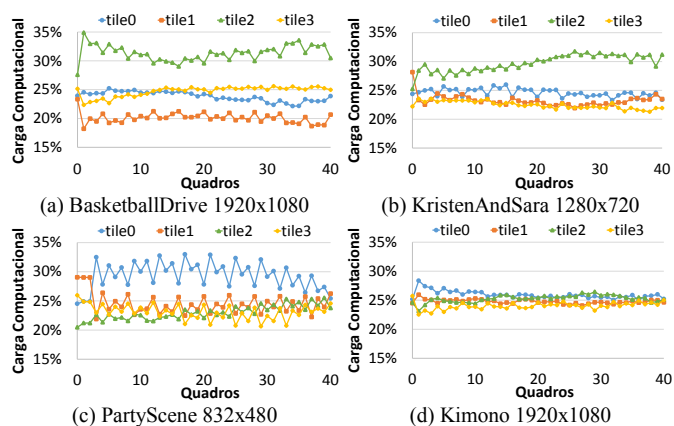 tile0 tile1 tile2 tile3
Carga Computacional
35%
30%
25%
20%
15%
0 10 20 30 40
Quadros
(a) BasketballDrive 1920x1080
tile0 tile1 tile2 tile3
Carga Computacional
35%
30%
25%
20%
15%
0 10 20 30 40
Quadros
(b) KristenAndSara 1280x720
tile0 tile1 tile2 tile3
Carga Computacional
35%
30%
25%
20%
15%
0 10 20 30 40
Quadros
(c) PartyScene 832x480
tile0 tile1 tile2 tile3
Carga Computacional
35%
30%
25%
20%
15%
0 10 20 30 40
Quadros
(d) Kimono 1920x1080